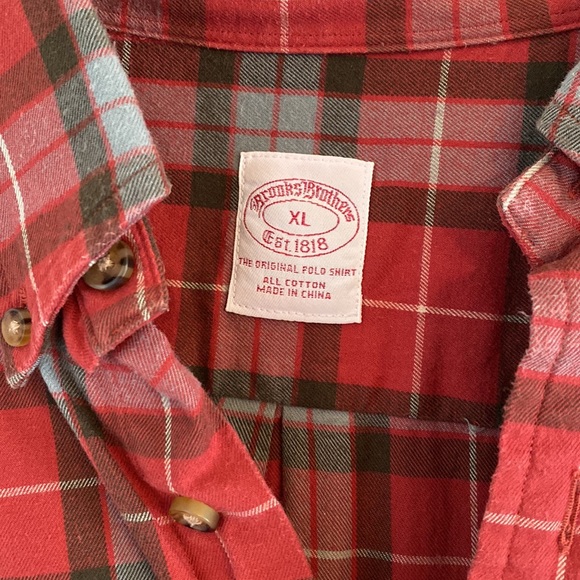 Brooks Brothers
XL
Est. 1818
THE ORIGINAL POLO SHIRT
ALL COTTON
MADE IN CHINA